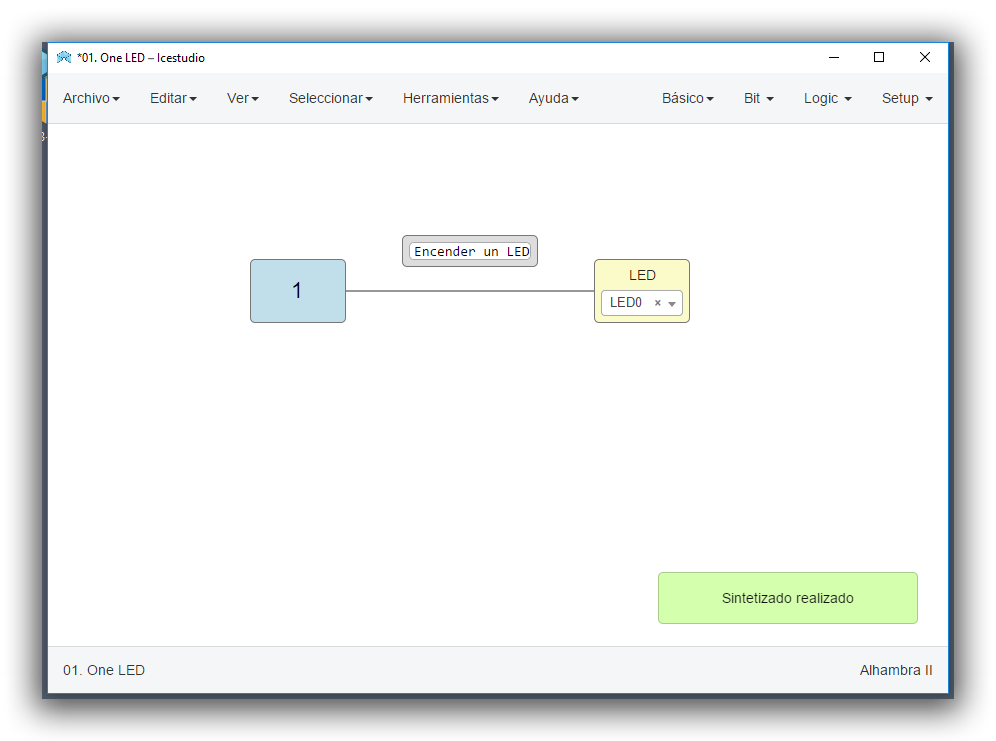 *01. One LED – Icestudio
Archivo Editar Ver Seleccionar Herramientas Ayuda Básico Bit Logic Setup
Encender un LED
1
LED
LED0 ×
Sintetizado realizado
01. One LED
Alhambra II